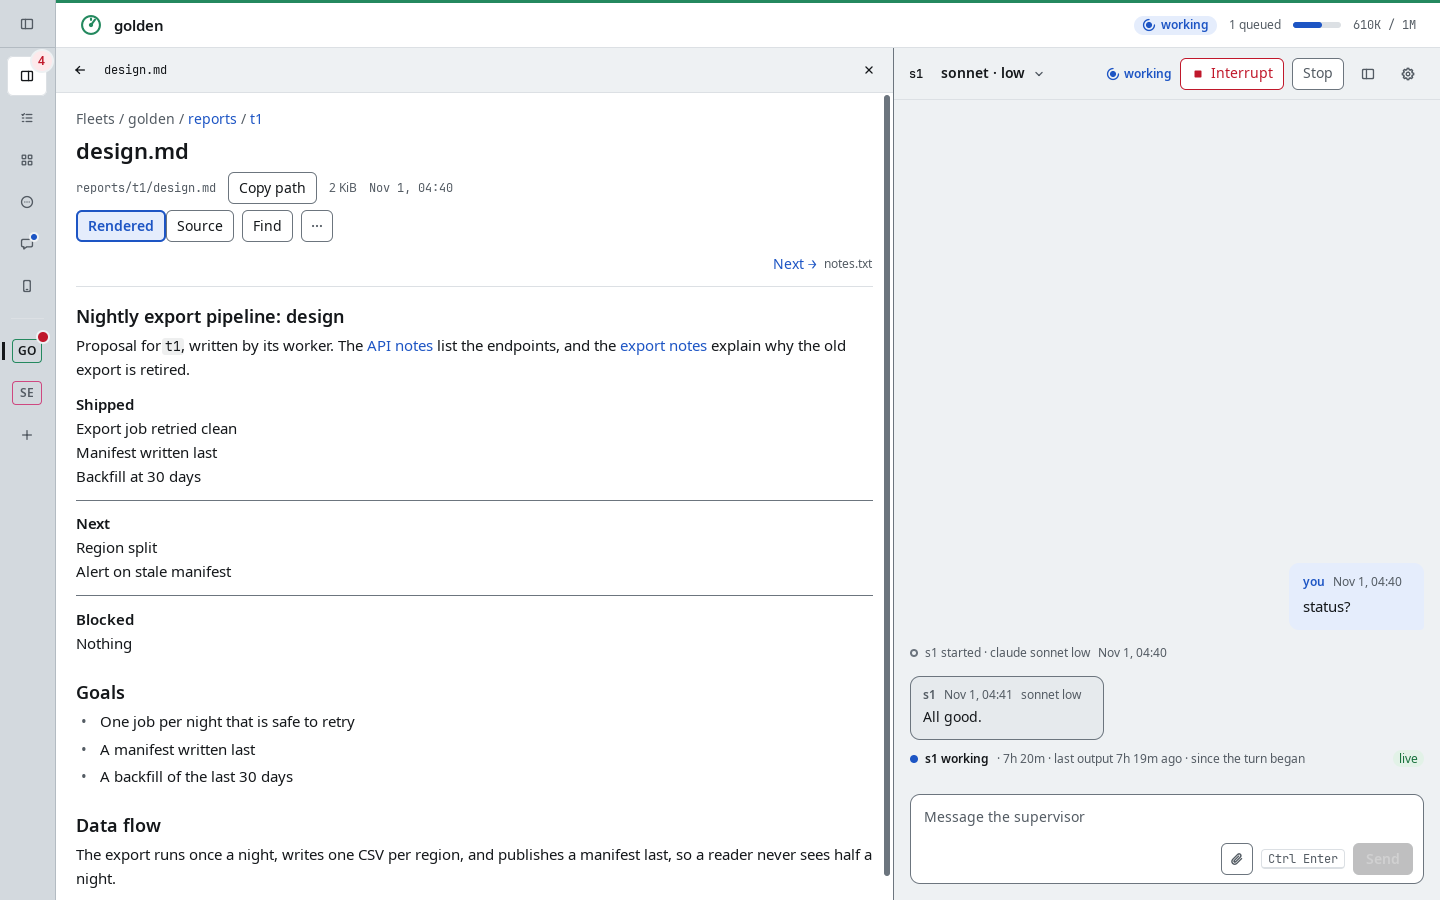 golden
working
1 queued
610K / 1M
4
GO
SE
design.md
Fleets / golden / reports / t1
design.md
reports/t1/design.md
Copy path
2 KiB
Nov 1, 04:40
Rendered
Source
Find
···
Next → notes.txt
Nightly export pipeline: design
Proposal for t1, written by its worker. The API notes list the endpoints, and the export notes explain why the old
export is retired.
Shipped
Export job retried clean
Manifest written last
Backfill at 30 days
Next
Region split
Alert on stale manifest
Blocked
Nothing
Goals
• One job per night that is safe to retry
• A manifest written last
• A backfill of the last 30 days
Data flow
The export runs once a night, writes one CSV per region, and publishes a manifest last, so a reader never sees half a
night.
s1
sonnet · low
working
Interrupt
Stop
you Nov 1, 04:40
status?
s1 started · claude sonnet low Nov 1, 04:40
s1 Nov 1, 04:41 sonnet low
All good.
s1 working · 7h 20m · last output 7h 19m ago · since the turn began
live
Message the supervisor
Ctrl Enter
Send